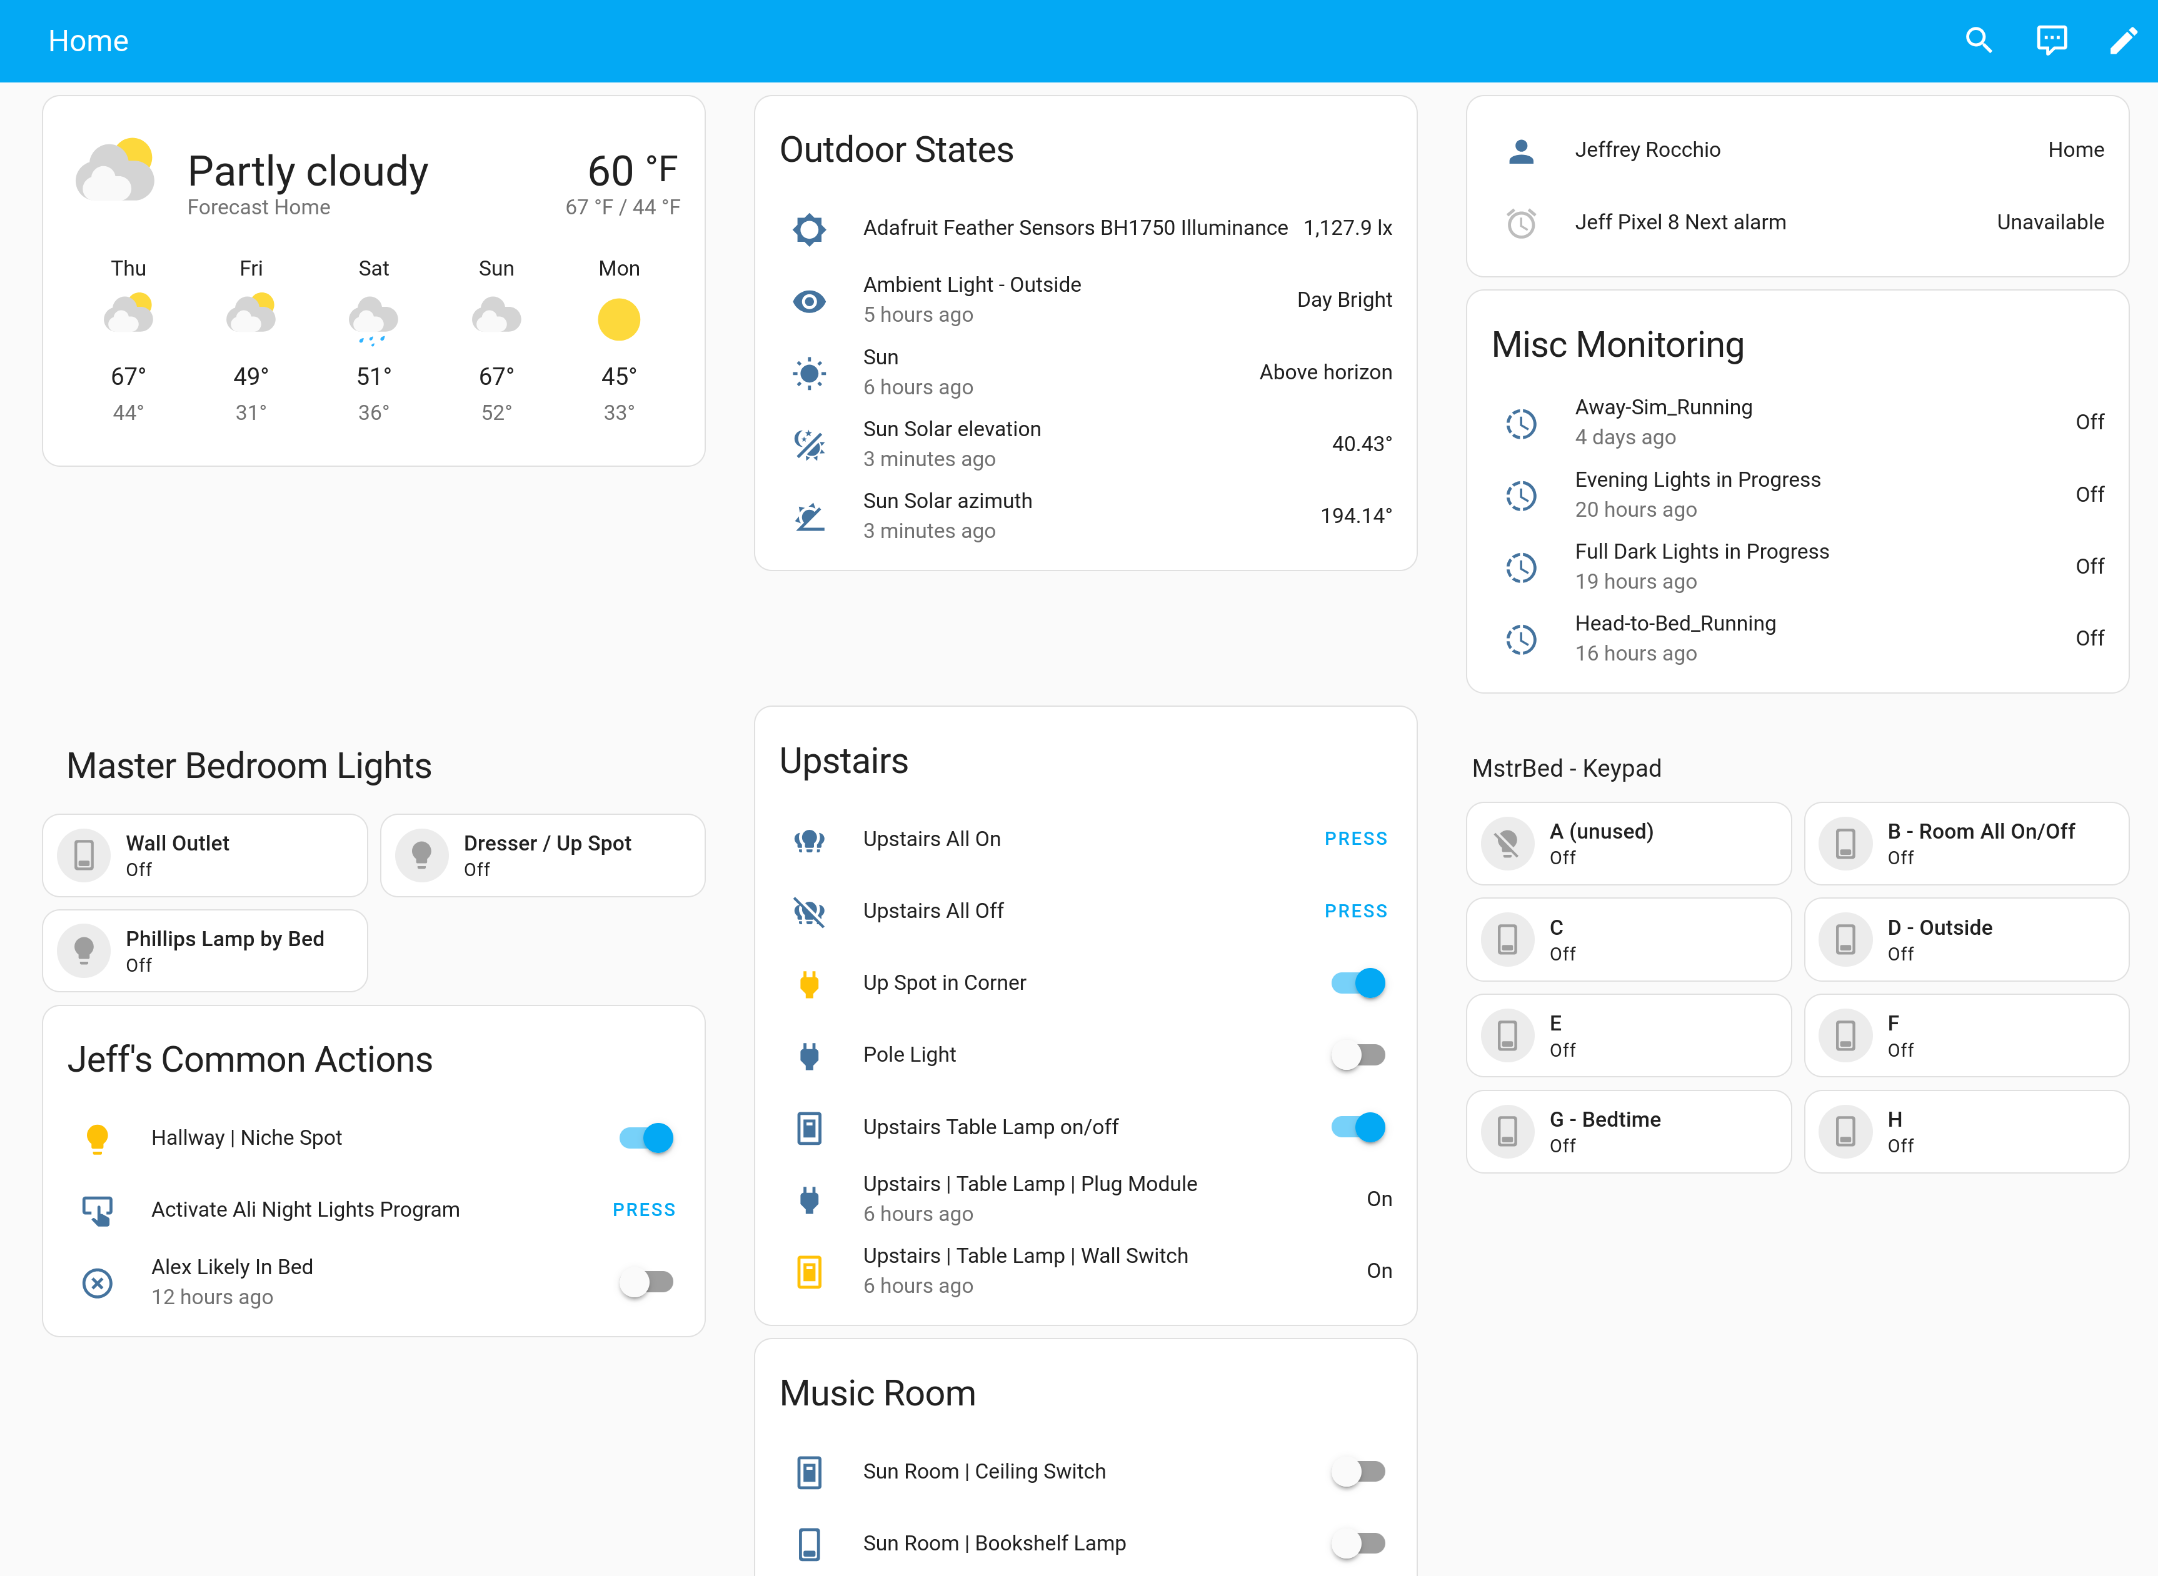 Home
Partly cloudy
60 °F
Forecast Home
67 °F / 44 °F
Thu Fri Sat Sun Mon
67° 49° 51° 67° 45°
44° 31° 36° 52° 33°
Outdoor States
Adafruit Feather Sensors BH1750 Illuminance 1,127.9 lx
Ambient Light - Outside
5 hours ago
Day Bright
Sun
6 hours ago
Above horizon
Sun Solar elevation
3 minutes ago
40.43°
Sun Solar azimuth
3 minutes ago
194.14°
Jeffrey Rocchio Home
Jeff Pixel 8 Next alarm Unavailable
Misc Monitoring
Away-Sim_Running
4 days ago
Off
Evening Lights in Progress
20 hours ago
Off
Full Dark Lights in Progress
19 hours ago
Off
Head-to-Bed_Running
16 hours ago
Off
Master Bedroom Lights
Wall Outlet
Off
Dresser / Up Spot
Off
Phillips Lamp by Bed
Off
Jeff's Common Actions
Hallway | Niche Spot
Activate Ali Night Lights Program PRESS
Alex Likely In Bed
12 hours ago
Upstairs
Upstairs All On PRESS
Upstairs All Off PRESS
Up Spot in Corner
Pole Light
Upstairs Table Lamp on/off
Upstairs | Table Lamp | Plug Module
6 hours ago
On
Upstairs | Table Lamp | Wall Switch
6 hours ago
On
Music Room
Sun Room | Ceiling Switch
Sun Room | Bookshelf Lamp
MstrBed - Keypad
A (unused)
Off
B - Room All On/Off
Off
C
Off
D - Outside
Off
E
Off
F
Off
G - Bedtime
Off
H
Off